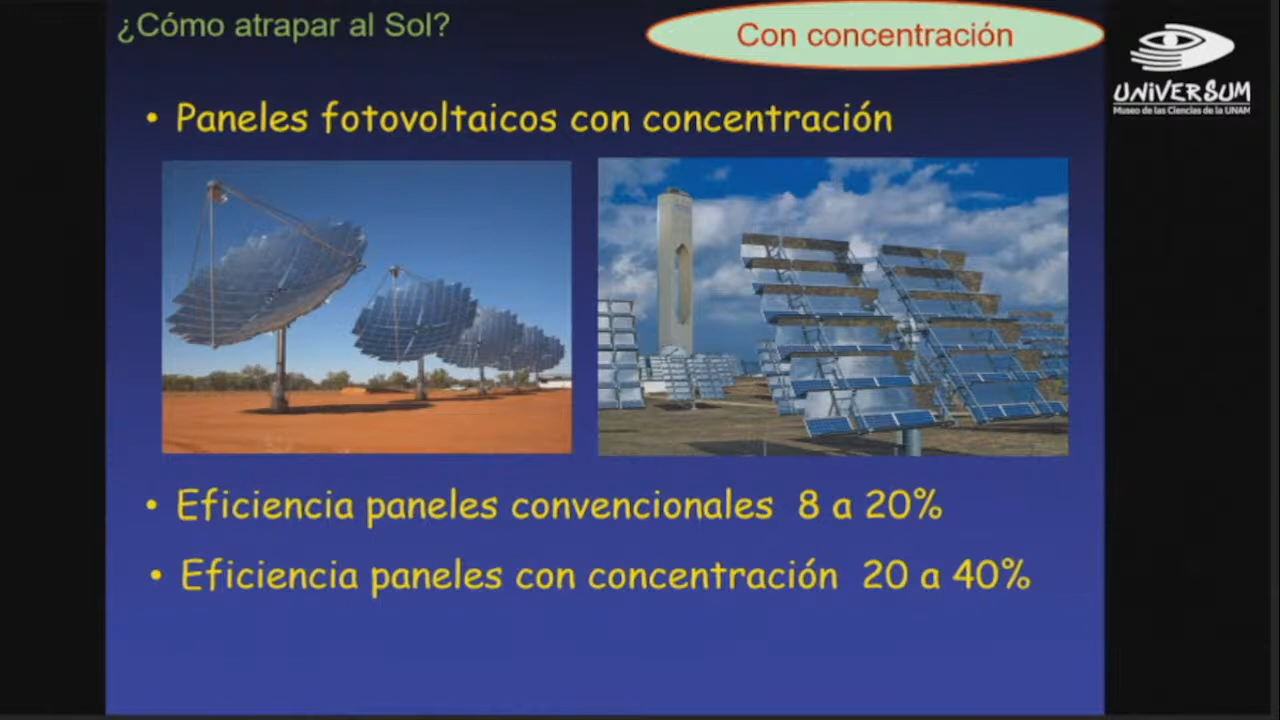 ¿Cómo atrapar al Sol?
Con concentración
UNiVERSUM
Museo de las Ciencias de la UNAM
• Paneles fotovoltaicos con concentración
• Eficiencia paneles convencionales 8 a 20%
• Eficiencia paneles con concentración 20 a 40%